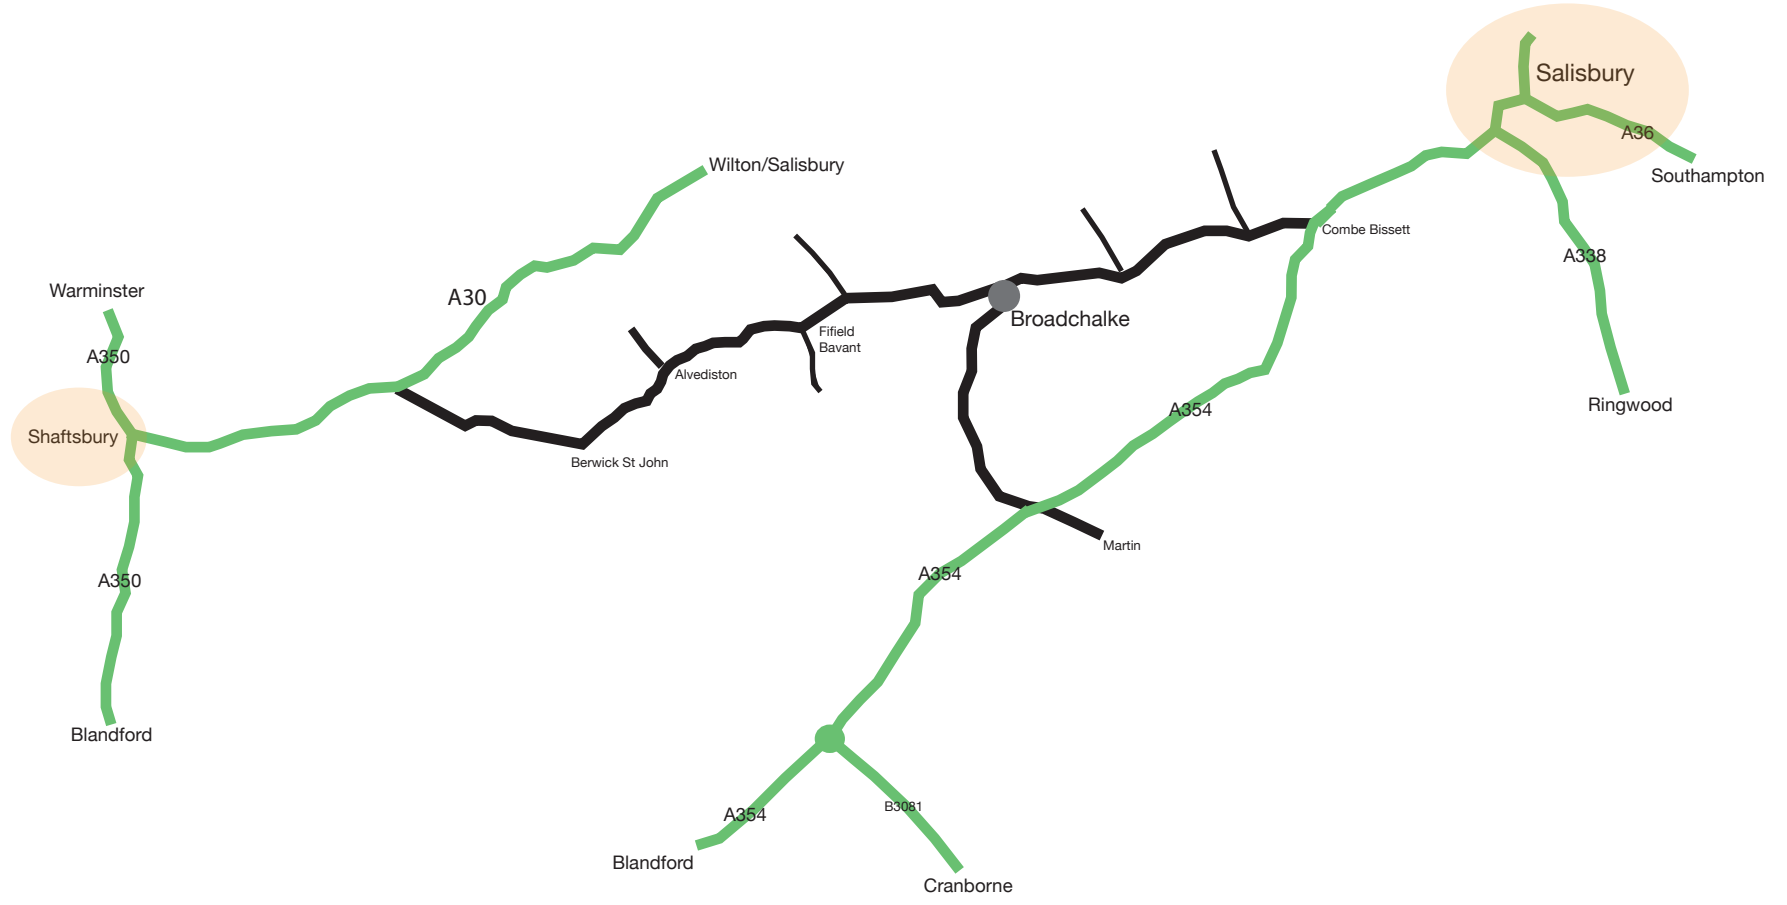 Salisbury
A36
Southampton
Wilton/Salisbury
Combe Bissett
A338
Warminster
A30
Broadchalke
Fifield
Bavant
A350
Alvediston
Ringwood
A354
Shaftsbury
Berwick St John
Martin
A354
A350
Blandford
B3081
A354
Blandford
Cranborne